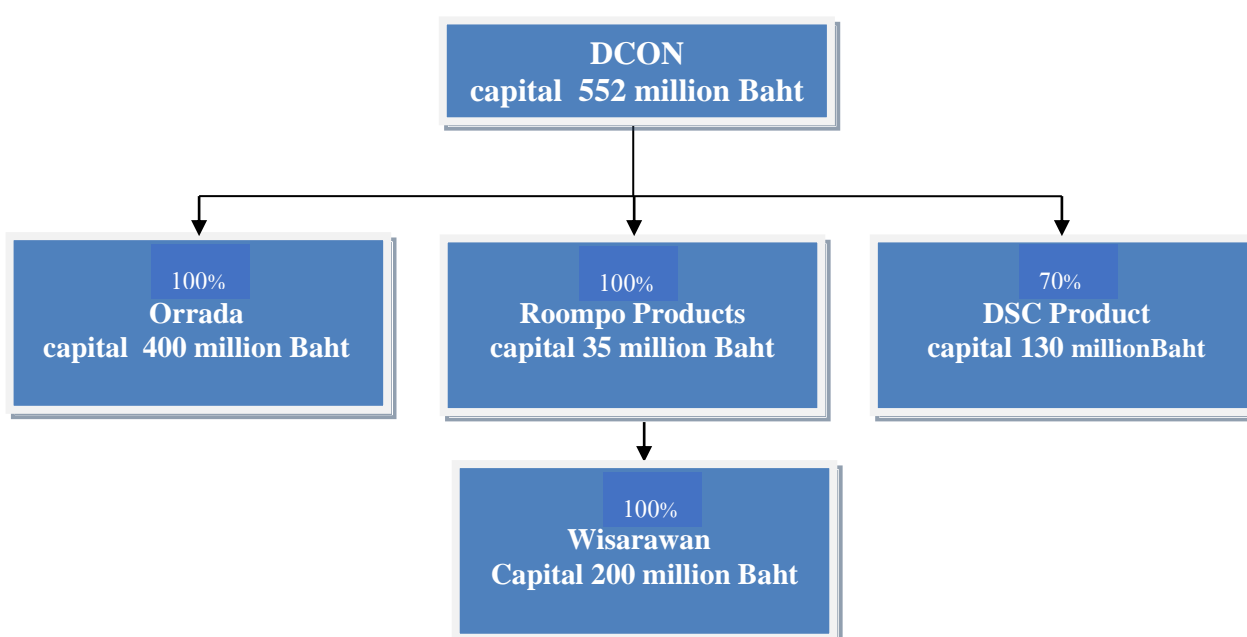 DCON
capital 552 million Baht
100%
Orrada
capital 400 million Baht
100%
Roompo Products
capital 35 million Baht
70%
DSC Product
capital 130 millionBaht
100%
Wisarawan
Capital 200 million Baht